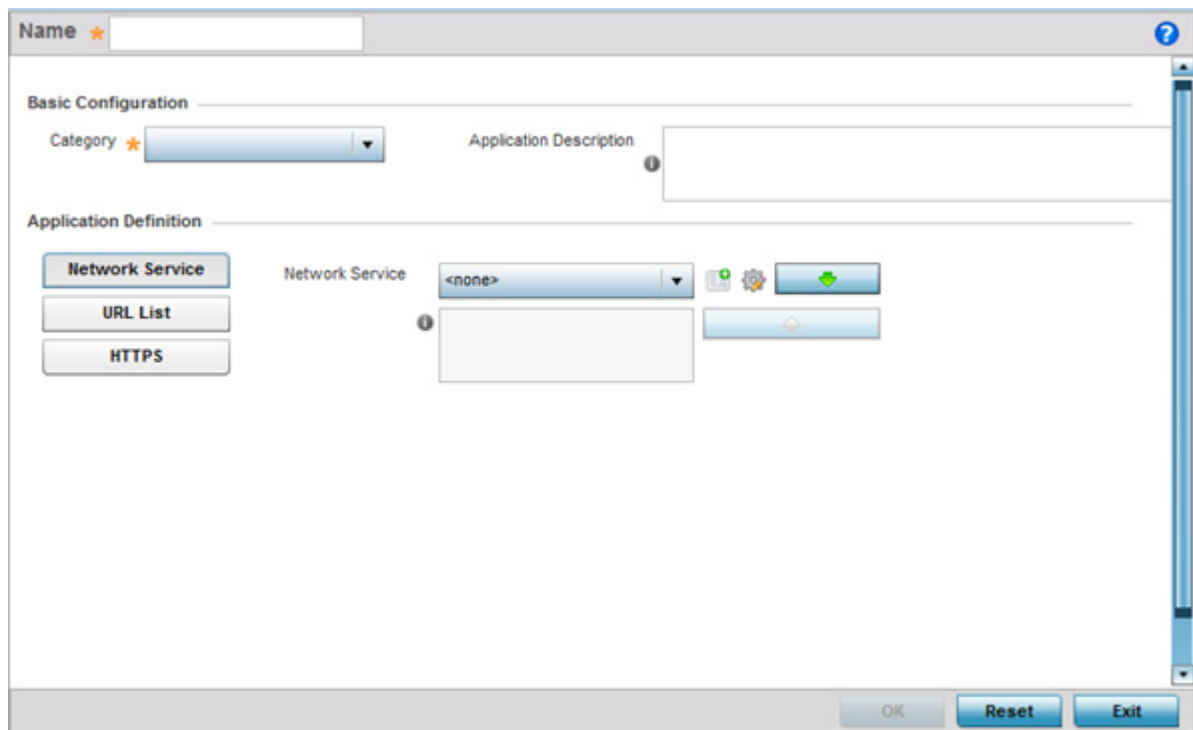 Name *
?
Basic Configuration
Category *
Application Description
i
Application Definition
Network Service
Network Service
<none>
URL List
i
HTTPS
OK
Reset
Exit